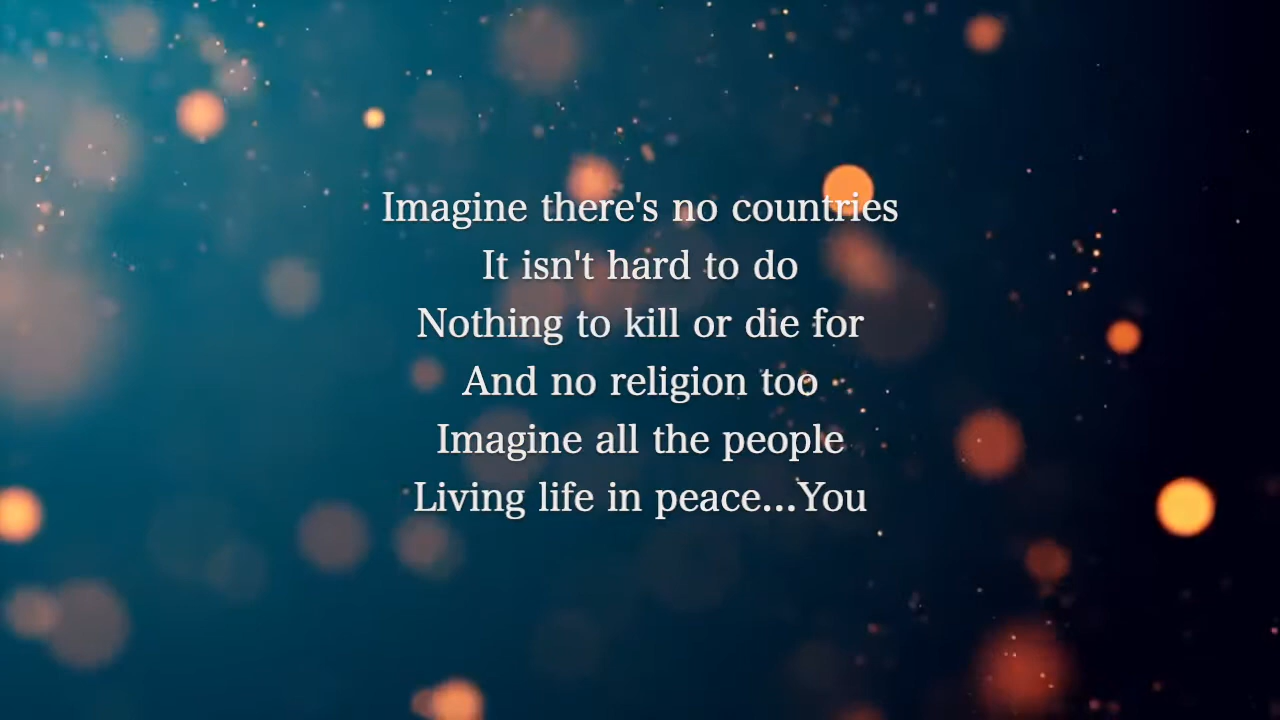 Imagine there's no countries
It isn't hard to do
Nothing to kill or die for
And no religion too
Imagine all the people
Living life in peace...You